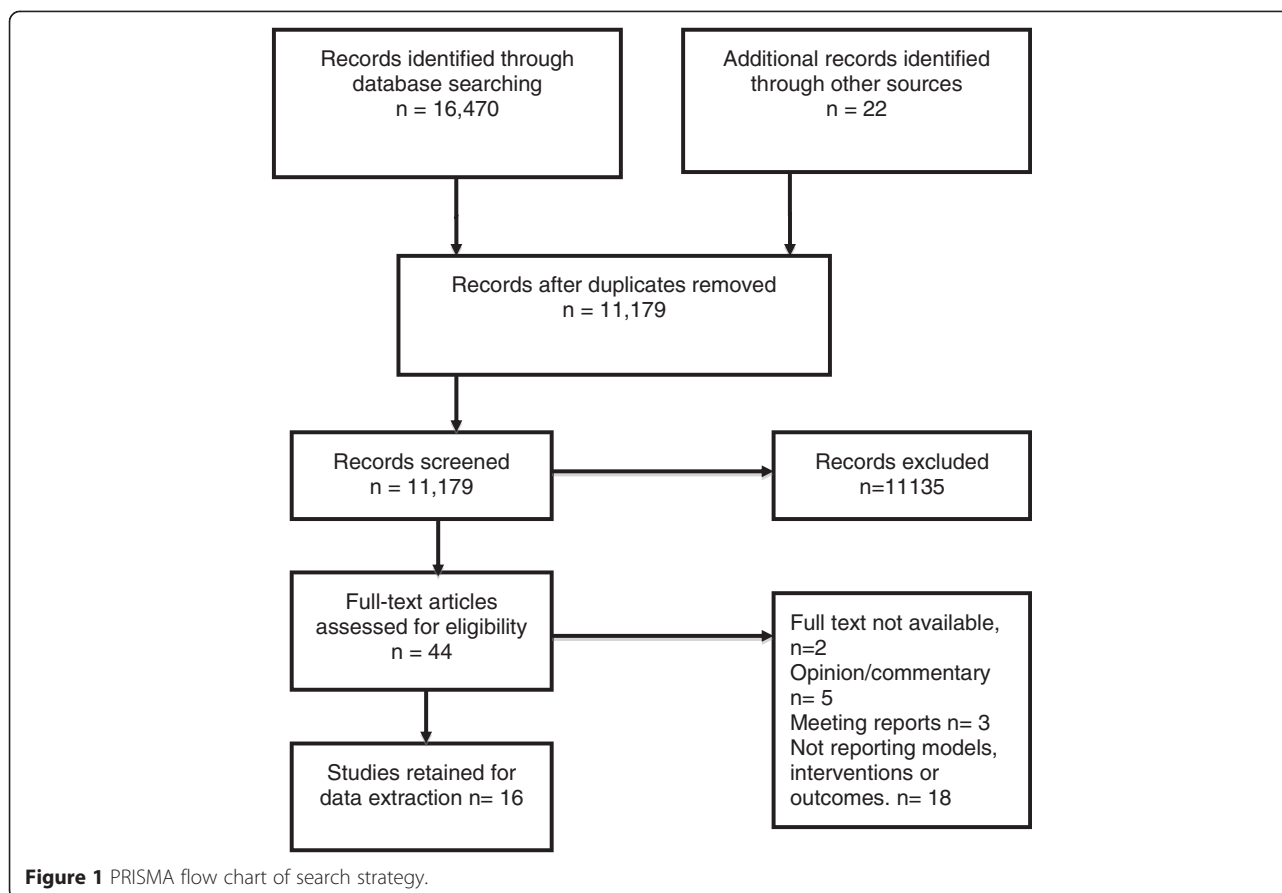 Records identified through
database searching
n = 16,470
Additional records identified
through other sources
n = 22
Records after duplicates removed
n = 11,179
Records screened
n = 11,179
Records excluded
n=11135
Full-text articles
assessed for eligibility
n = 44
Full text not available,
n=2
Opinion/commentary
n= 5
Meeting reports n= 3
Not reporting models,
interventions or
outcomes. n= 18
Studies retained for
data extraction n= 16
Figure 1 PRISMA flow chart of search strategy.